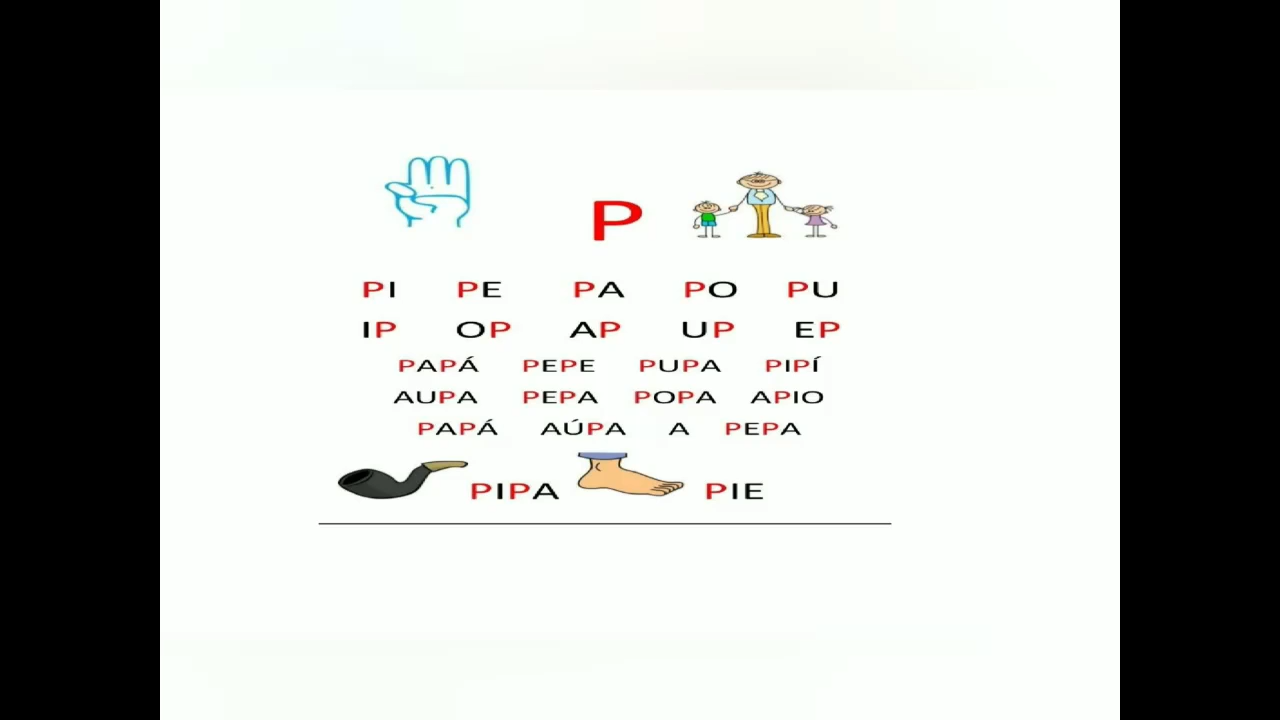 P
PI PE PA PO PU
IP OP AP UP EP
PAPÁ PEPE PUPA PIPÍ
AUPA PEPA POPA APIO
PAPÁ AÚPA A PEPA
PIPA PIE